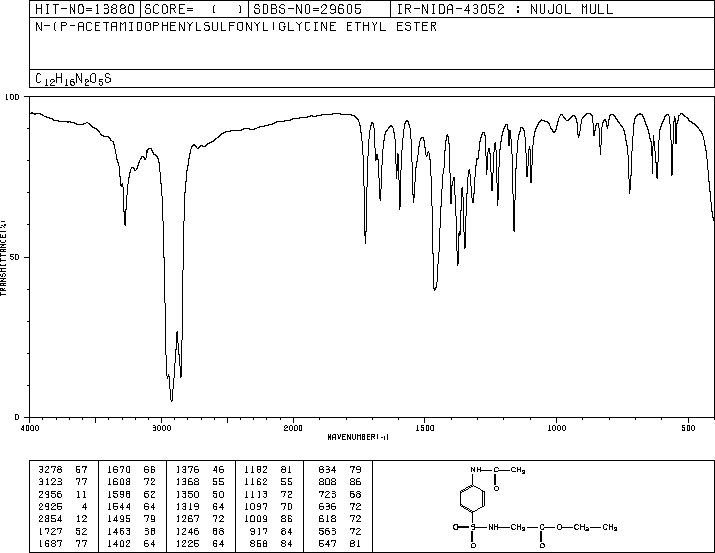 HIT-NO=13880 SCORE= ( ) SDBS-NO=29605 IR-NIDA-43052 : NUJOL MULL
N-(P-ACETAMIDOPHENYLSULFONYL)GLYCINE ETHYL ESTER
C12H16N2O5S
100
50
0
TRANSMITTANCE(%)
4000 3000 2000 1500 1000 500
WAVENUMBER(-1)
3278 57 1670 66 1376 46 1182 81 834 79
3123 77 1608 72 1368 55 1162 55 808 86
2956 11 1598 62 1350 50 1113 72 723 68
2925 4 1544 64 1319 64 1097 70 636 72
2854 12 1495 79 1267 72 1009 86 618 72
1727 52 1463 38 1246 68 917 84 563 72
1687 77 1402 64 1225 64 858 84 547 81
NH C CH3
O
O S NH CH2 C O CH2 CH3
O O